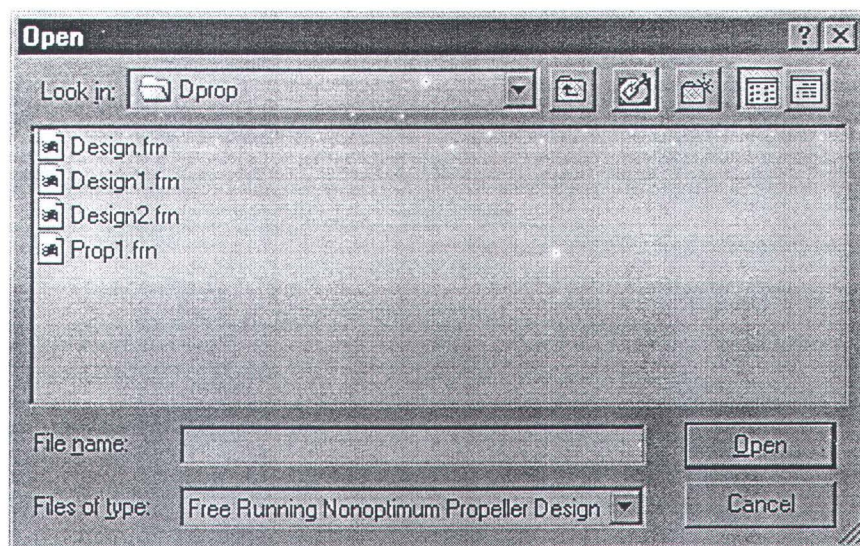 Open
Look in: Dprop
Design.frn
Design1.frn
Design2.frn
Prop1.frn
File name:
Open
Files of type: Free Running Nonoptimum Propeller Design
Cancel